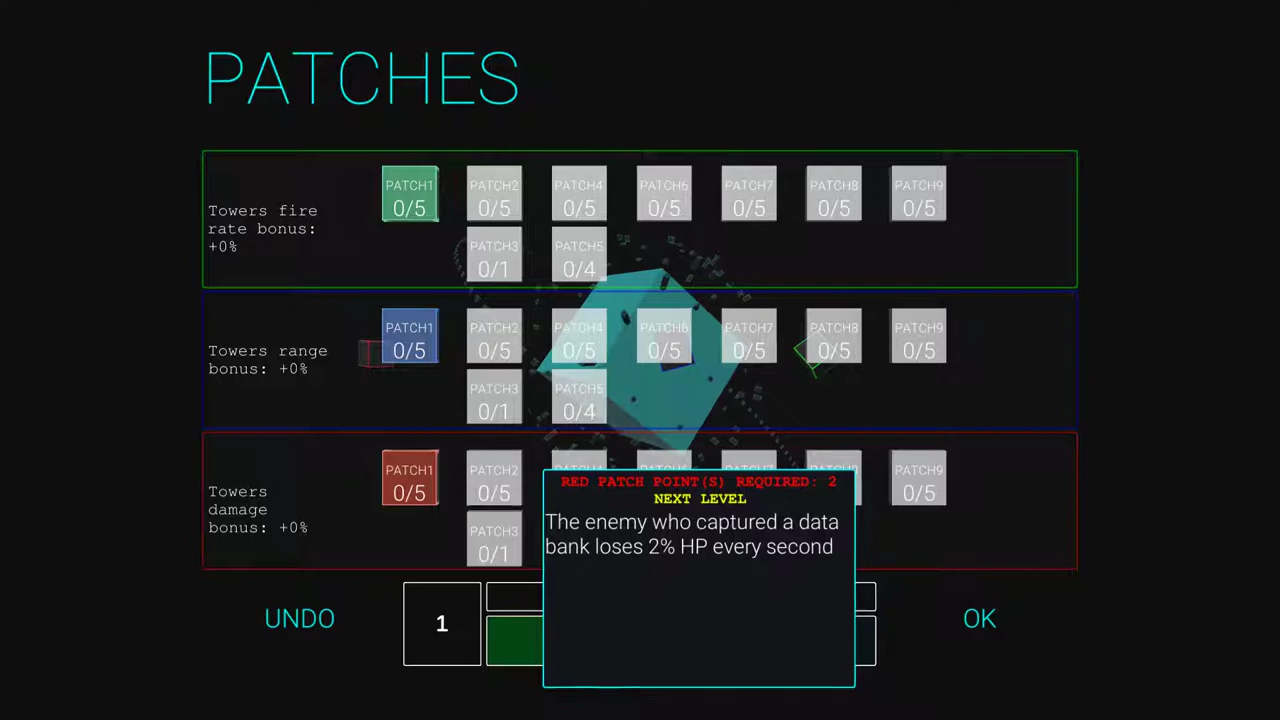 PATCHES
Towers fire
rate bonus:
+0%
PATCH1 PATCH2 PATCH4 PATCH6 PATCH7 PATCH8 PATCH9
0/5 0/5 0/5 0/5 0/5 0/5 0/5
PATCH3 PATCH5
0/1 0/4
Towers range
bonus: +0%
PATCH1 PATCH2 PATCH4 PATCH6 PATCH7 PATCH8 PATCH9
0/5 0/5 0/5 0/5 0/5 0/5 0/5
PATCH3 PATCH5
0/1 0/4
Towers
damage
bonus: +0%
PATCH1 PATCH2 PATCH9
0/5 0/5 0/5
PATCH3
0/1
RED PATCH POINT(S) REQUIRED: 2
NEXT LEVEL
The enemy who captured a data
bank loses 2% HP every second
UNDO
1
OK